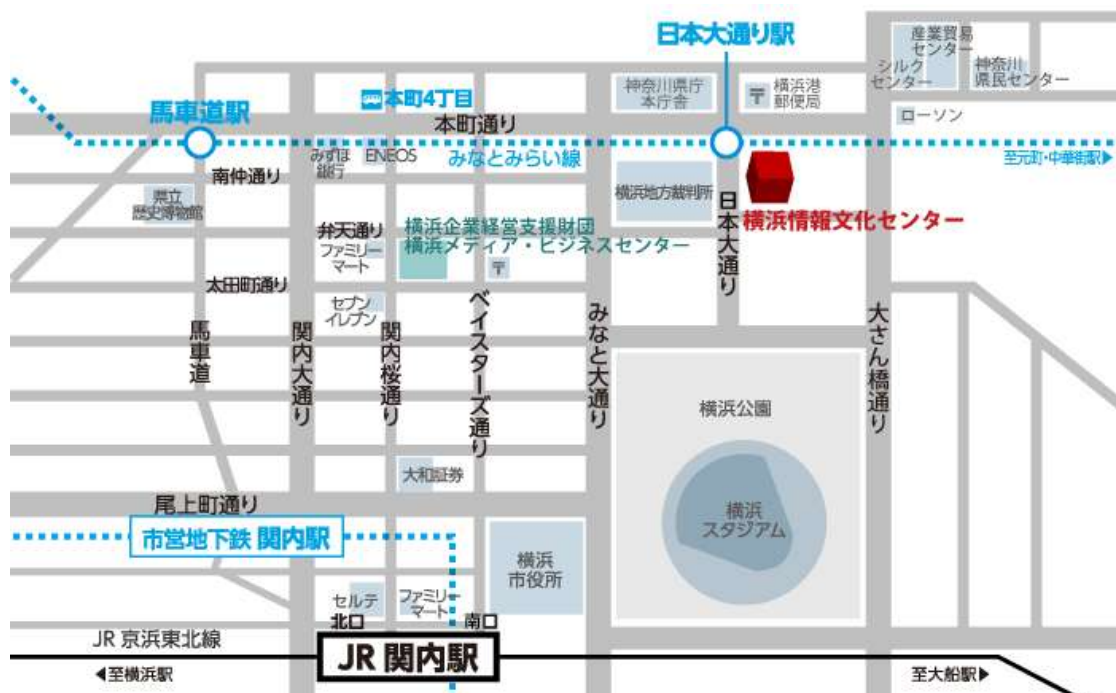 日本大通り駅
産業貿易
センター
シルク
センター
神奈川
県民センター
神奈川県庁
本庁舎
〒
横浜港
郵便局
ローソン
本町4丁目
馬車道駅
本町通り
みずほ
銀行
ENEOS
みなとみらい線
至元町・中華街駅▶
南仲通り
県立
歴史博物館
横浜地方裁判所
日本大通り
横浜情報文化センター
弁天通り
ファミリー
マート
横浜企業経営支援財団
横浜メディア・ビジネスセンター
〒
太田町通り
セブン
イレブン
馬車道
関内大通り
関内桜通り
ベイスターズ通り
みなと大通り
大さん橋通り
横浜公園
大和証券
横浜
スタジアム
尾上町通り
市営地下鉄 関内駅
横浜
市役所
セルテ
ファミリー
マート
北口
南口
JR 京浜東北線
JR 関内駅
◀至横浜駅
至大船駅▶